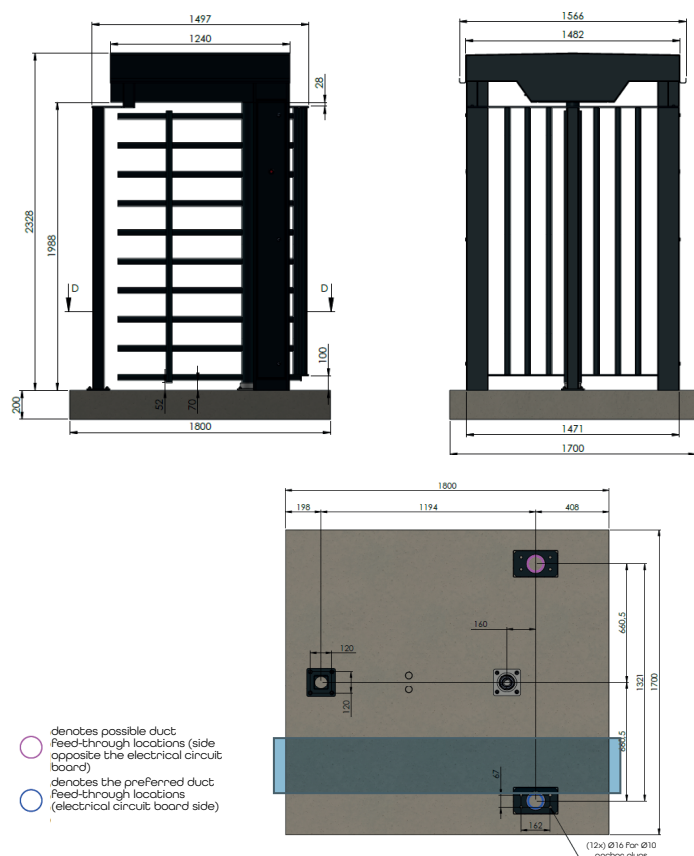 1497
1240
28
2328
1988
D
D
100
200
52
70
1800
1566
1482
1471
1700
1800
198
1194
408
160
120
120
660,5
1321
1700
660,5
67
162
denotes possible duct
feed-through locations (side
opposite the electrical circuit
board)
denotes the preferred duct
feed-through locations
(electrical circuit board side)
(12x) Ø16 for Ø10